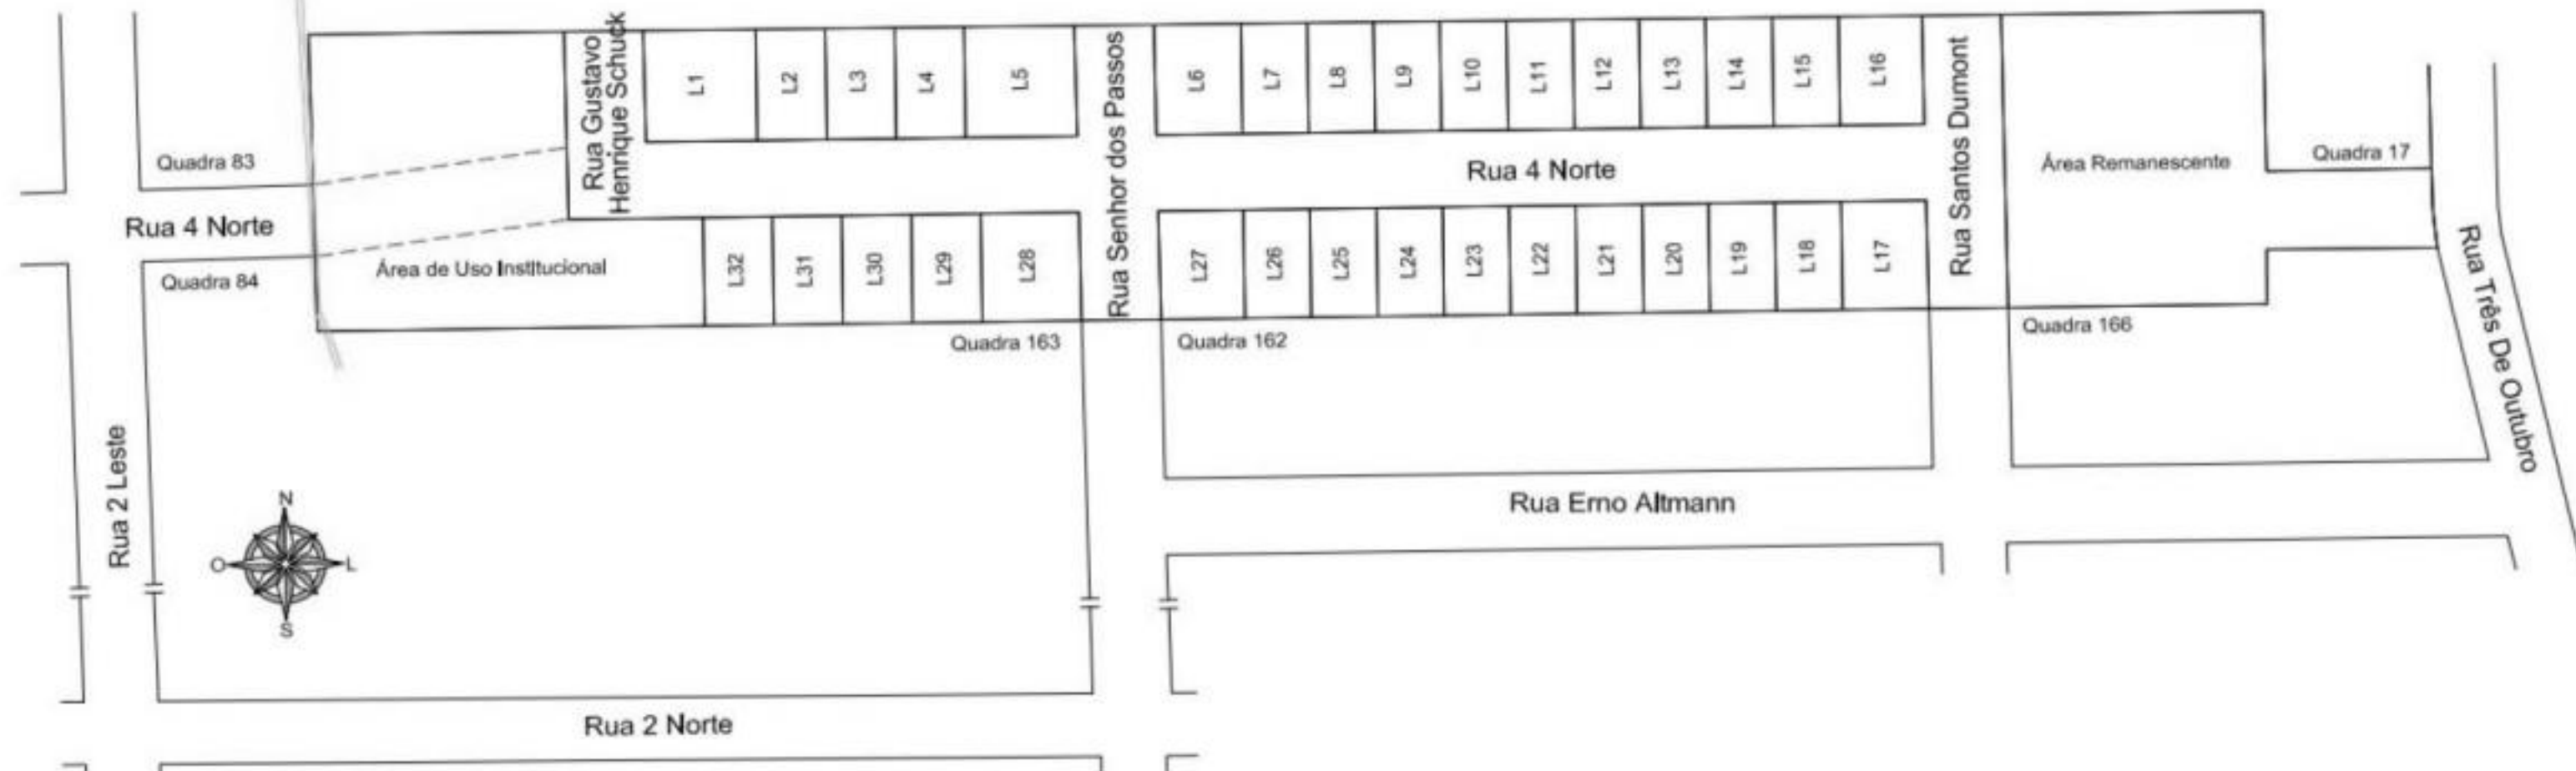 Rua Gustavo
Henrique Schuck
L1
L2
L3
L4
L5
Rua Senhor dos Passos
L6
L7
L8
L9
L10
L11
L12
L13
L14
L15
L16
Rua Santos Dumont
Quadra 83
Rua 4 Norte
Área Remanescente
Quadra 17
Rua 4 Norte
Quadra 84
Área de Uso Institucional
L32
L31
L30
L29
L28
L27
L26
L25
L24
L23
L22
L21
L20
L19
L18
L17
Rua Três De Outubro
Quadra 163
Quadra 162
Quadra 166
Rua 2 Leste
Rua Erno Altmann
N
O
L
S
Rua 2 Norte